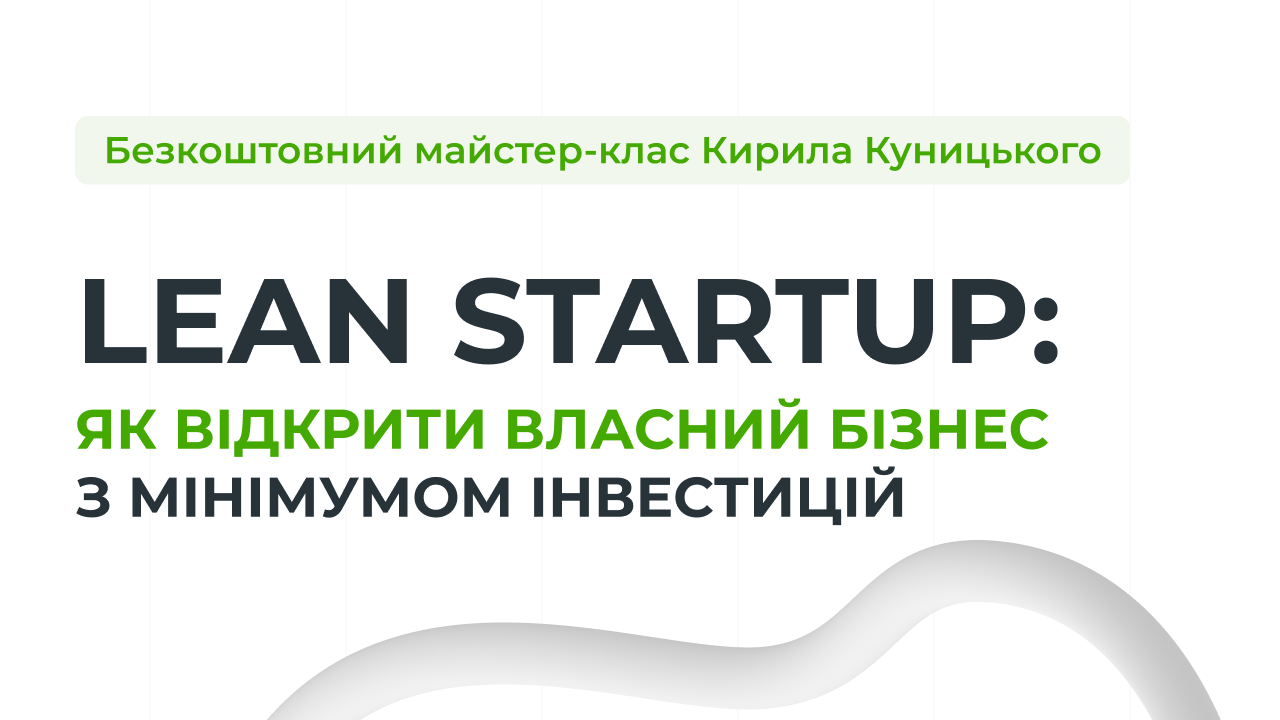 Безкоштовний майстер-клас Кирила Куницького
LEAN STARTUP:
ЯК ВІДКРИТИ ВЛАСНИЙ БІЗНЕС
З МІНІМУМОМ ІНВЕСТИЦІЙ